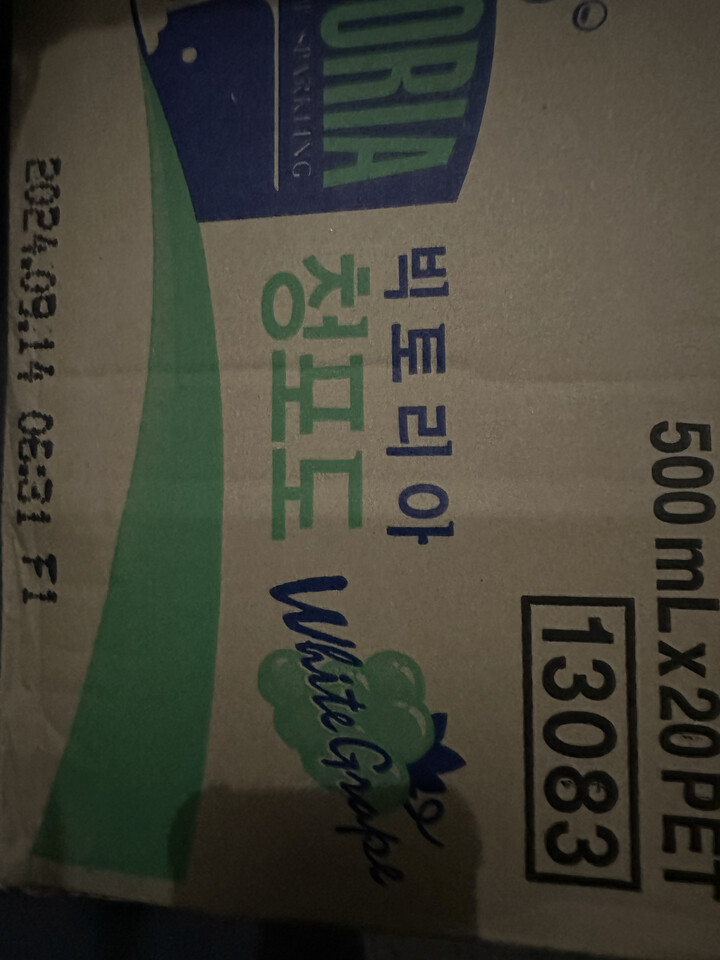 500 mL x 20 PET
13083
ORIA
SPARKLING
빅토리아
청포도
White Grape
2024.09.14 06:31 F1